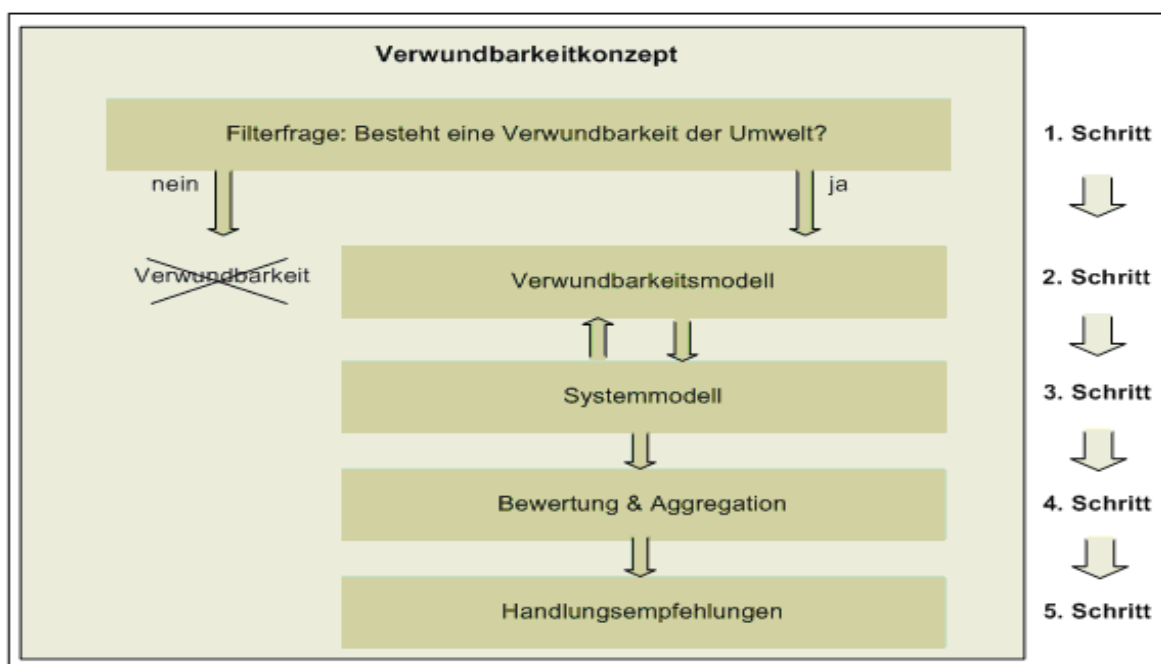 Verwundbarkeitkonzept
Filterfrage: Besteht eine Verwundbarkeit der Umwelt?
1. Schritt
nein
ja
Verwundbarkeit
Verwundbarkeitsmodell
2. Schritt
Systemmodell
3. Schritt
Bewertung & Aggregation
4. Schritt
Handlungsempfehlungen
5. Schritt